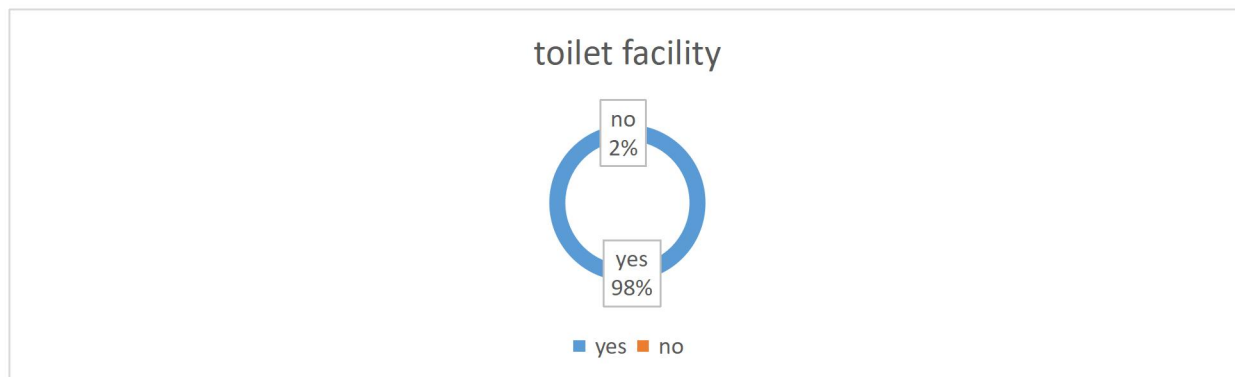 toilet facility
no
2%
yes
98%
yes no